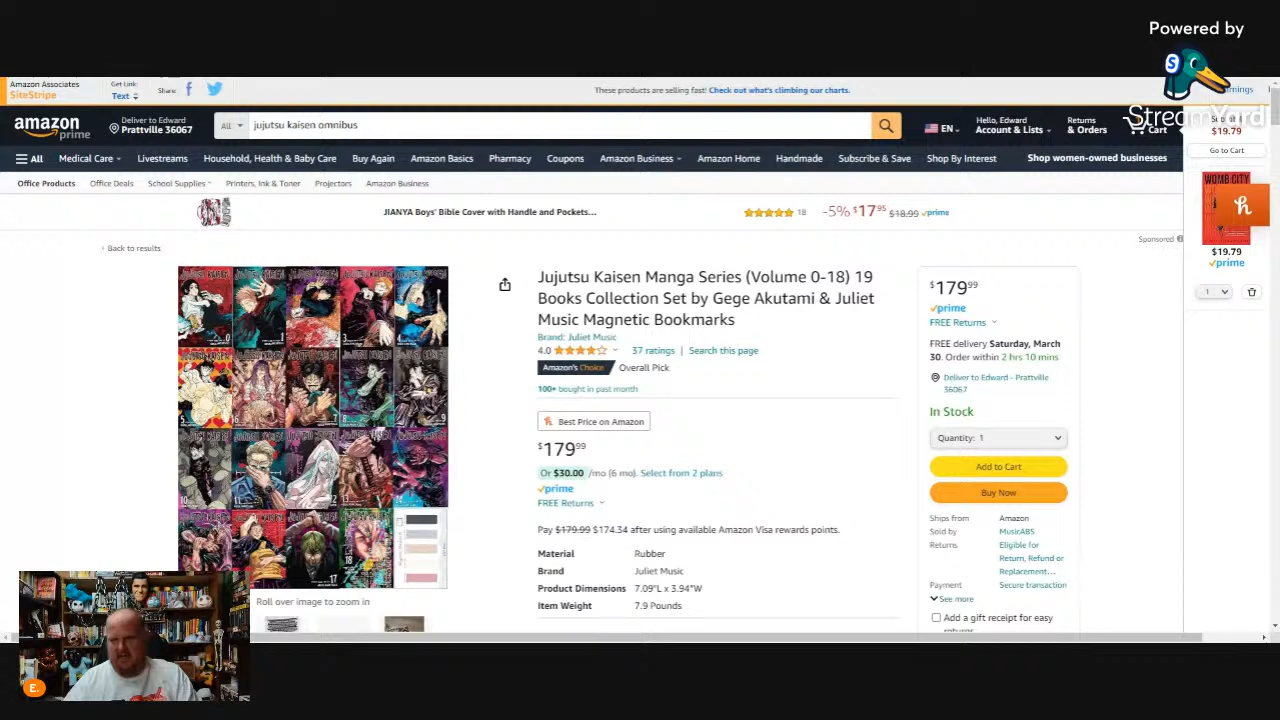 Powered by
S
StreamYard
Amazon Associates
SiteStripe
Get Link:
Text
Share:
These products are selling fast! Check out what's climbing our charts.
amazon
prime
Deliver to Edward
Prattville 36067
All
jujutsu kaisen omnibus
EN
Hello, Edward
Account & Lists
Returns
& Orders
Cart
$19.79
Go to Cart
All
Medical Care
Livestreams
Household, Health & Baby Care
Buy Again
Amazon Basics
Pharmacy
Coupons
Amazon Business
Amazon Home
Handmade
Subscribe & Save
Shop By Interest
Shop women-owned businesses
Office Products
Office Deals
School Supplies
Printers, Ink & Toner
Projectors
Amazon Business
JIANYA Boys' Bible Cover with Handle and Pockets...
18
-5% $17 95 $18.99 prime
Sponsored
WOMB CITY
h
$19.79
prime
1
‹ Back to results
Jujutsu Kaisen Manga Series (Volume 0-18) 19
Books Collection Set by Gege Akutami & Juliet
Music Magnetic Bookmarks
Brand: Juliet Music
4.0
37 ratings | Search this page
Amazon's Choice Overall Pick
100+ bought in past month
h Best Price on Amazon
$179 99
Or $30.00 /mo (6 mo). Select from 2 plans
prime
FREE Returns
Pay $179.99 $174.34 after using available Amazon Visa rewards points.
Material Rubber
Brand Juliet Music
Product Dimensions 7.09"L x 3.94"W
Item Weight 7.9 Pounds
Roll over image to zoom in
$179 99
prime
FREE Returns
FREE delivery Saturday, March
30. Order within 2 hrs 10 mins
Deliver to Edward - Prattville
36067
In Stock
Quantity: 1
Add to Cart
Buy Now
Ships from Amazon
Sold by MusicABS
Returns Eligible for
Return, Refund or
Replacement...
Payment Secure transaction
See more
Add a gift receipt for easy
returns
E.